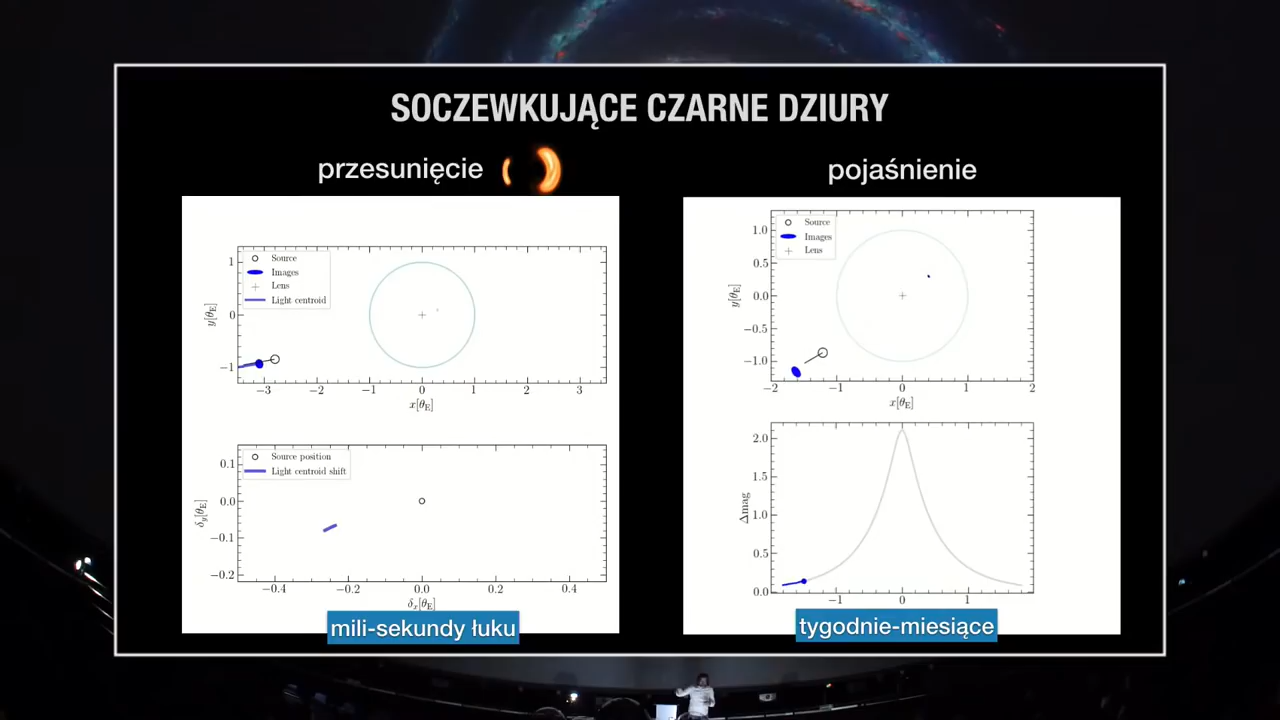 SOCZEWKUJĄCE CZARNE DZIURY
przesunięcie
pojaśnienie
Source
Images
Lens
Light centroid
1
0
−1
y[θE]
−3 −2 −1 0 1 2 3
x[θE]
Source position
Light centroid shift
0.1
0.0
−0.1
−0.2
δy[θE]
−0.4 −0.2 0.0 0.2 0.4
δx[θE]
mili-sekundy łuku
Source
Images
Lens
1.0
0.5
0.0
−0.5
−1.0
y[θE]
−2 −1 0 1 2
x[θE]
2.0
1.5
1.0
0.5
0.0
Δmag
−1 0 1
tygodnie-miesiące